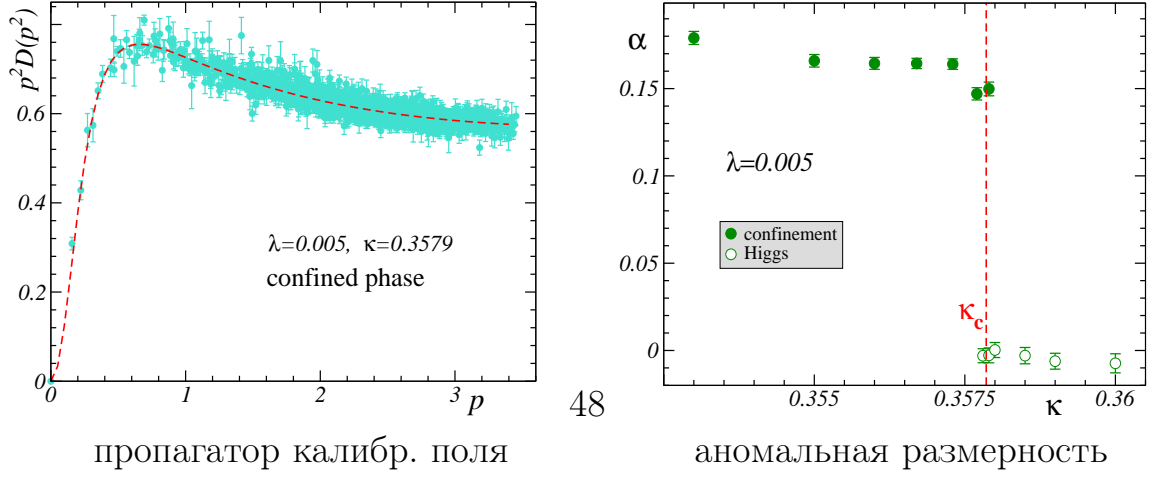 p²D(p²)
0.6
0.4
0.2
0
0
1
2
3
p
λ=0.005, κ=0.3579
confined phase
пропагатор калибр. поля
48
α
0.15
0.1
0.05
0
λ=0.005
confinement
Higgs
κc
0.355
0.3575
0.36
κ
аномальная размерность